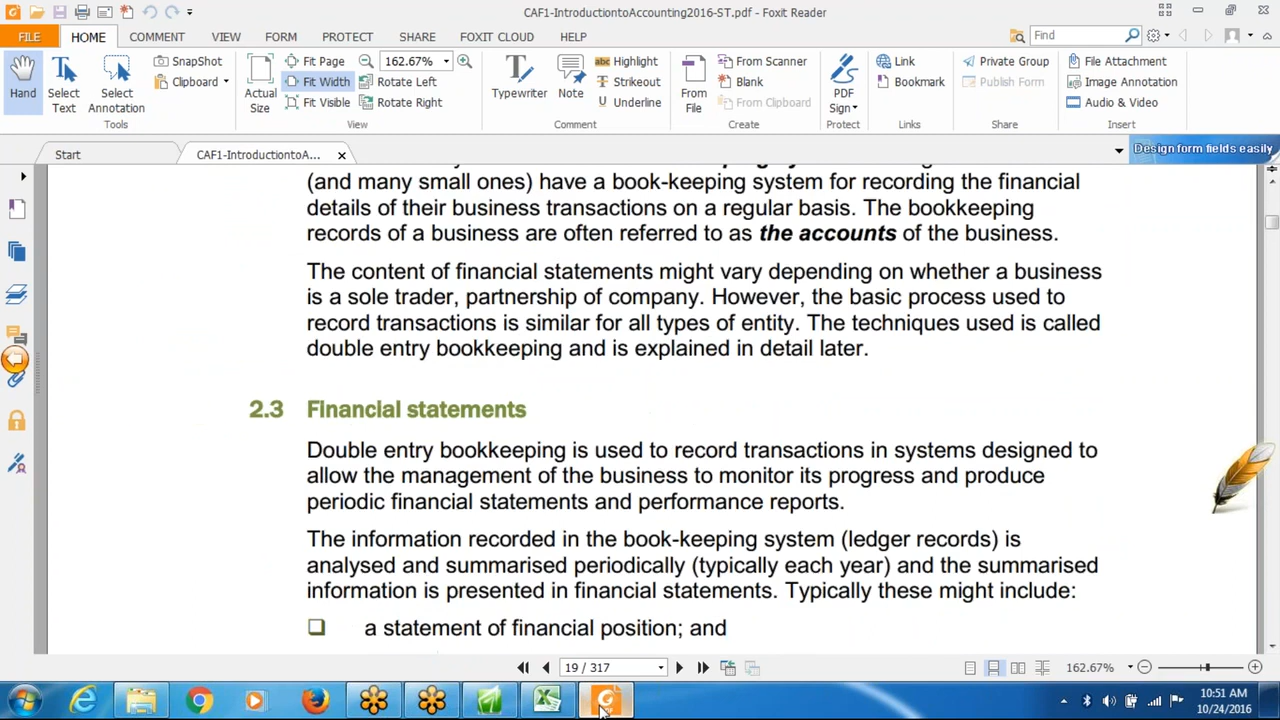 CAF1-IntroductiontoAccounting2016-ST.pdf - Foxit Reader
FILE HOME COMMENT VIEW FORM PROTECT SHARE FOXIT CLOUD HELP Find
Hand
Select Text
Select Annotation
SnapShot
Clipboard
Tools
Actual Size
Fit Page
Fit Width
Fit Visible
162.67%
Rotate Left
Rotate Right
View
Typewriter
Note
Highlight
Strikeout
Underline
Comment
From File
From Scanner
Blank
From Clipboard
Create
PDF Sign
Protect
Link
Bookmark
Links
Private Group
Publish Form
Share
File Attachment
Image Annotation
Audio & Video
Insert
Start CAF1-IntroductiontoA... Design form fields easily
(and many small ones) have a book-keeping system for recording the financial
details of their business transactions on a regular basis. The bookkeeping
records of a business are often referred to as the accounts of the business.
The content of financial statements might vary depending on whether a business
is a sole trader, partnership of company. However, the basic process used to
record transactions is similar for all types of entity. The techniques used is called
double entry bookkeeping and is explained in detail later.
2.3 Financial statements
Double entry bookkeeping is used to record transactions in systems designed to
allow the management of the business to monitor its progress and produce
periodic financial statements and performance reports.
The information recorded in the book-keeping system (ledger records) is
analysed and summarised periodically (typically each year) and the summarised
information is presented in financial statements. Typically these might include:
a statement of financial position; and
19 / 317 162.67%
10:51 AM
10/24/2016